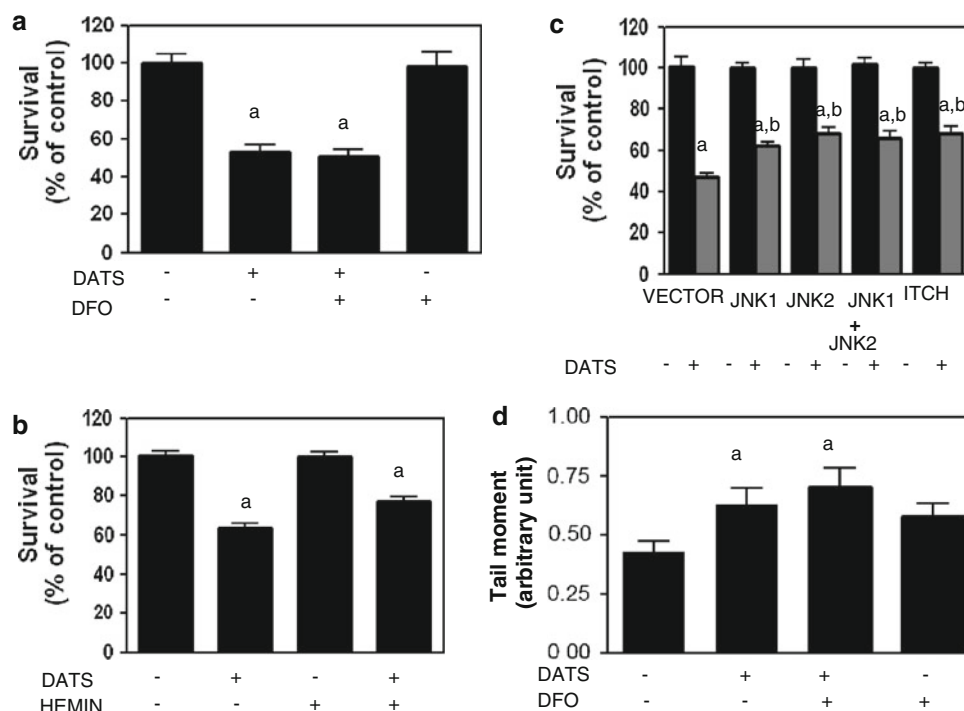 a
Survival
(% of control)
120
100
80
60
40
20
0
a
a
DATS - + + -
DFO - - + +
b
Survival
(% of control)
120
100
80
60
40
20
0
a
a
DATS - + - +
HEMIN - - + +
c
Survival
(% of control)
120
100
80
60
40
20
0
a
a,b
a,b
a,b
a,b
VECTOR JNK1 JNK2 JNK1 ITCH
+
JNK2
DATS - + - + - + - + - +
d
Tail moment
(arbitrary unit)
1.00
0.75
0.50
0.25
0 00
a
a
DATS - + + -
DFO - - + +